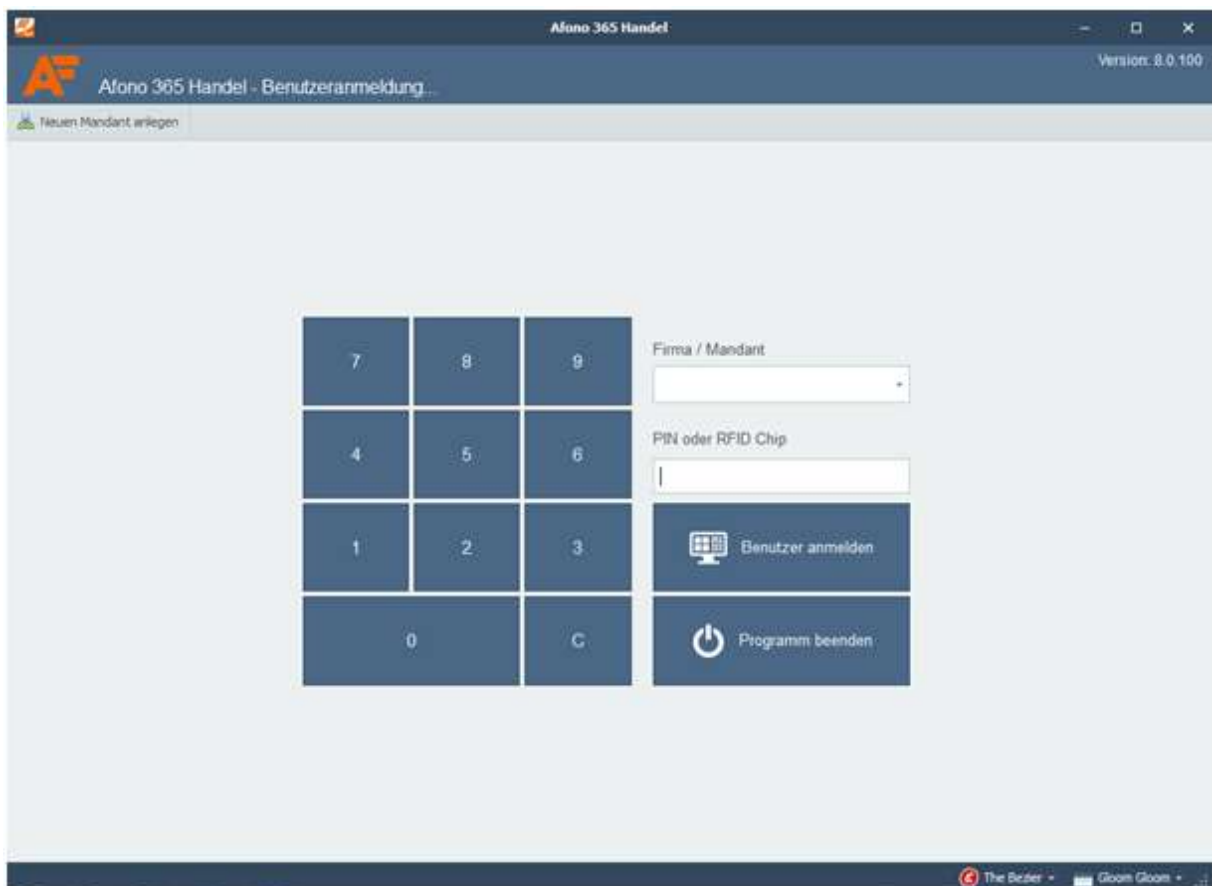 Afono 365 Handel
Version: 8.0.100
AF
Afono 365 Handel - Benutzeranmeldung...
Neuen Mandant anlegen
7 8 9
Firma / Mandant
4 5 6
PIN oder RFID Chip
1 2 3
Benutzer anmelden
0 C
Programm beenden
The Bezier
Gloom Gloom